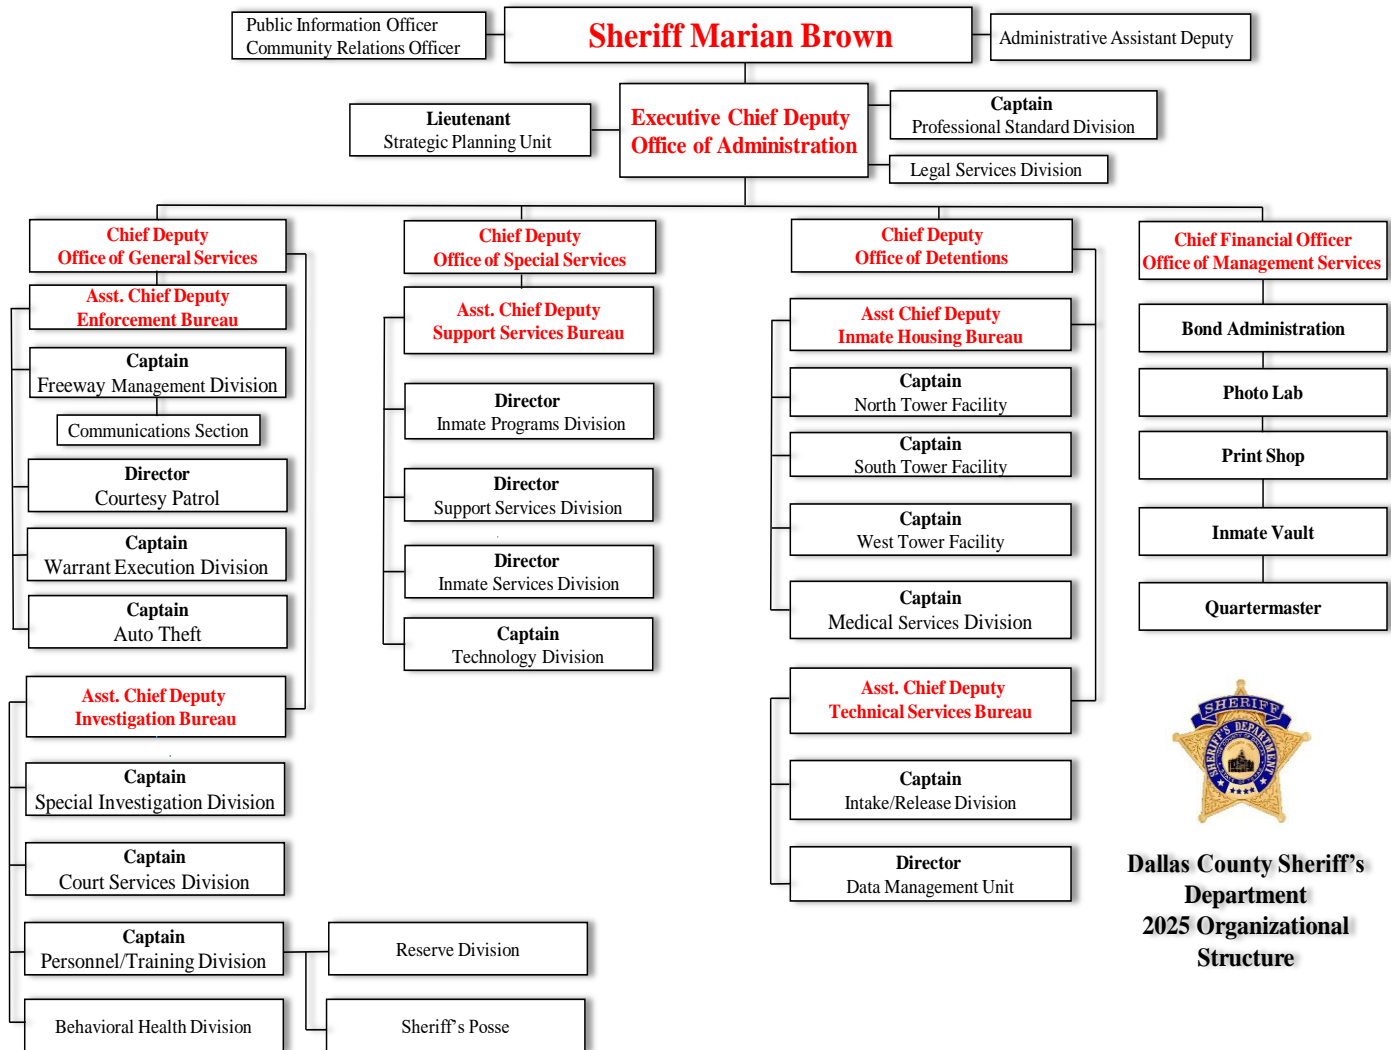 Public Information Officer
Community Relations Officer
Sheriff Marian Brown
Administrative Assistant Deputy
Lieutenant
Strategic Planning Unit
Executive Chief Deputy
Office of Administration
Captain
Professional Standard Division
Legal Services Division
Chief Deputy
Office of General Services
Asst. Chief Deputy
Enforcement Bureau
Captain
Freeway Management Division
Communications Section
Director
Courtesy Patrol
Captain
Warrant Execution Division
Captain
Auto Theft
Asst. Chief Deputy
Investigation Bureau
Captain
Special Investigation Division
Captain
Court Services Division
Captain
Personnel/Training Division
Reserve Division
Behavioral Health Division
Sheriff's Posse
Chief Deputy
Office of Special Services
Asst. Chief Deputy
Support Services Bureau
Director
Inmate Programs Division
Director
Support Services Division
Director
Inmate Services Division
Captain
Technology Division
Chief Deputy
Office of Detentions
Asst Chief Deputy
Inmate Housing Bureau
Captain
North Tower Facility
Captain
South Tower Facility
Captain
West Tower Facility
Captain
Medical Services Division
Asst. Chief Deputy
Technical Services Bureau
Captain
Intake/Release Division
Director
Data Management Unit
Chief Financial Officer
Office of Management Services
Bond Administration
Photo Lab
Print Shop
Inmate Vault
Quartermaster
SHERIFF
SHERIFF'S DEPARTMENT
Dallas County Sheriff's
Department
2025 Organizational
Structure